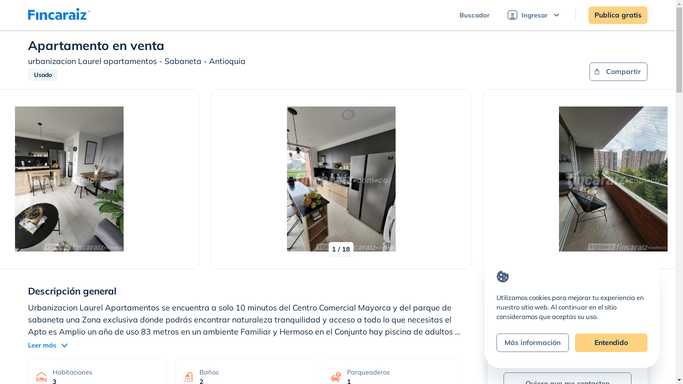 Fincaraiz
Buscador
Ingresar
Publica gratis
Apartamento en venta
urbanizacion Laurel apartamentos - Sabaneta - Antioquia
Usado
Compartir
1 / 18
Descripción general
Urbanizacion Laurel Apartamentos se encuentra a solo 10 minutos del Centro Comercial Mayorca y del parque de
sabaneta una Zona exclusiva donde podrás encontrar naturaleza tranquilidad y acceso a todo lo que necesitas el
Apto es Amplio un año de uso 83 metros en un ambiente Familiar y Hermoso en el Conjunto hay piscina de adultos ...
Leer más
Habitaciones
3
Baños
2
Parqueaderos
1
Utilizamos cookies para mejorar tu experiencia en
nuestro sitio web. Al continuar en el sitio
consideramos que aceptas su uso.
Más información
Entendido
Quiero que me contacten